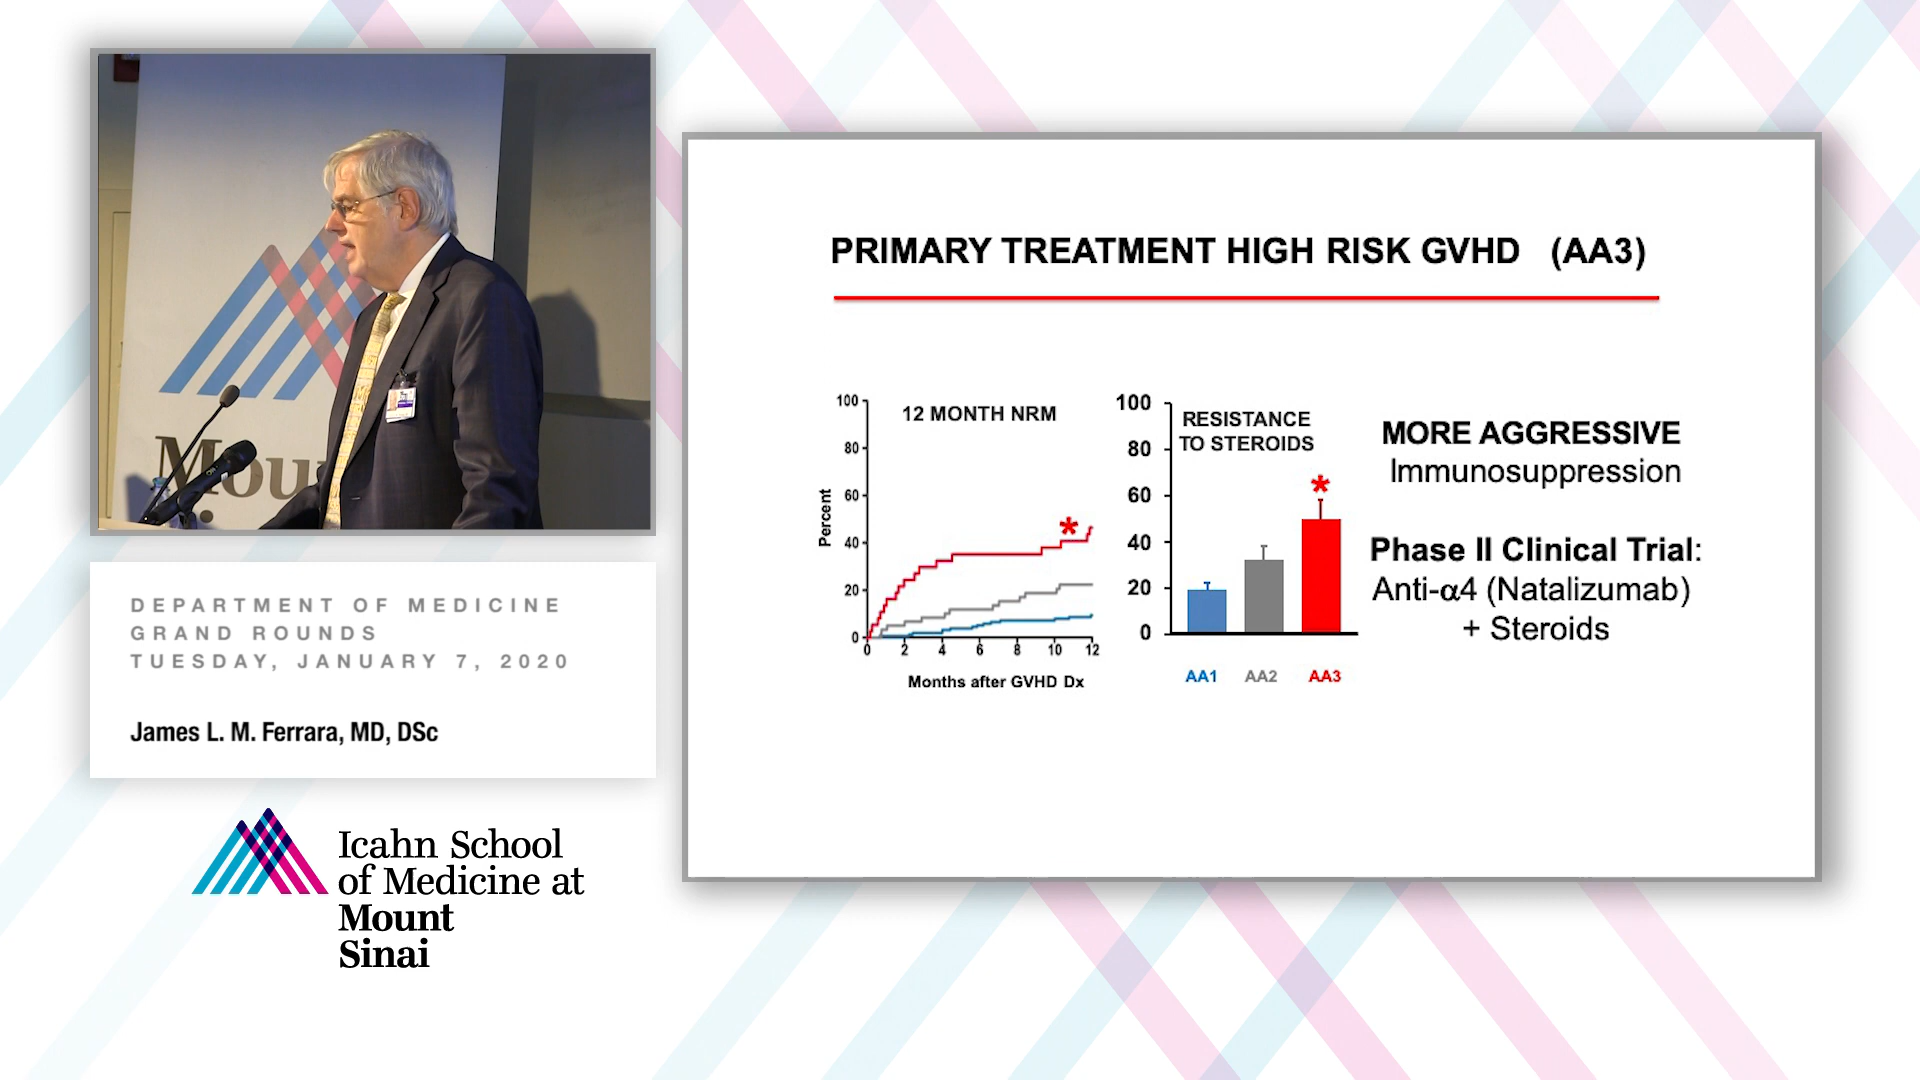 Mou
DEPARTMENT OF MEDICINE
GRAND ROUNDS
TUESDAY, JANUARY 7, 2020
James L. M. Ferrara, MD, DSc
Icahn School
of Medicine at
Mount
Sinai
PRIMARY TREATMENT HIGH RISK GVHD (AA3)
12 MONTH NRM
Percent
100
80
60
40
20
0
0 2 4 6 8 10 12
Months after GVHD Dx
RESISTANCE
TO STEROIDS
100
80
60
40
20
0
*
*
AA1 AA2 AA3
MORE AGGRESSIVE
Immunosuppression
Phase II Clinical Trial:
Anti-α4 (Natalizumab)
+ Steroids